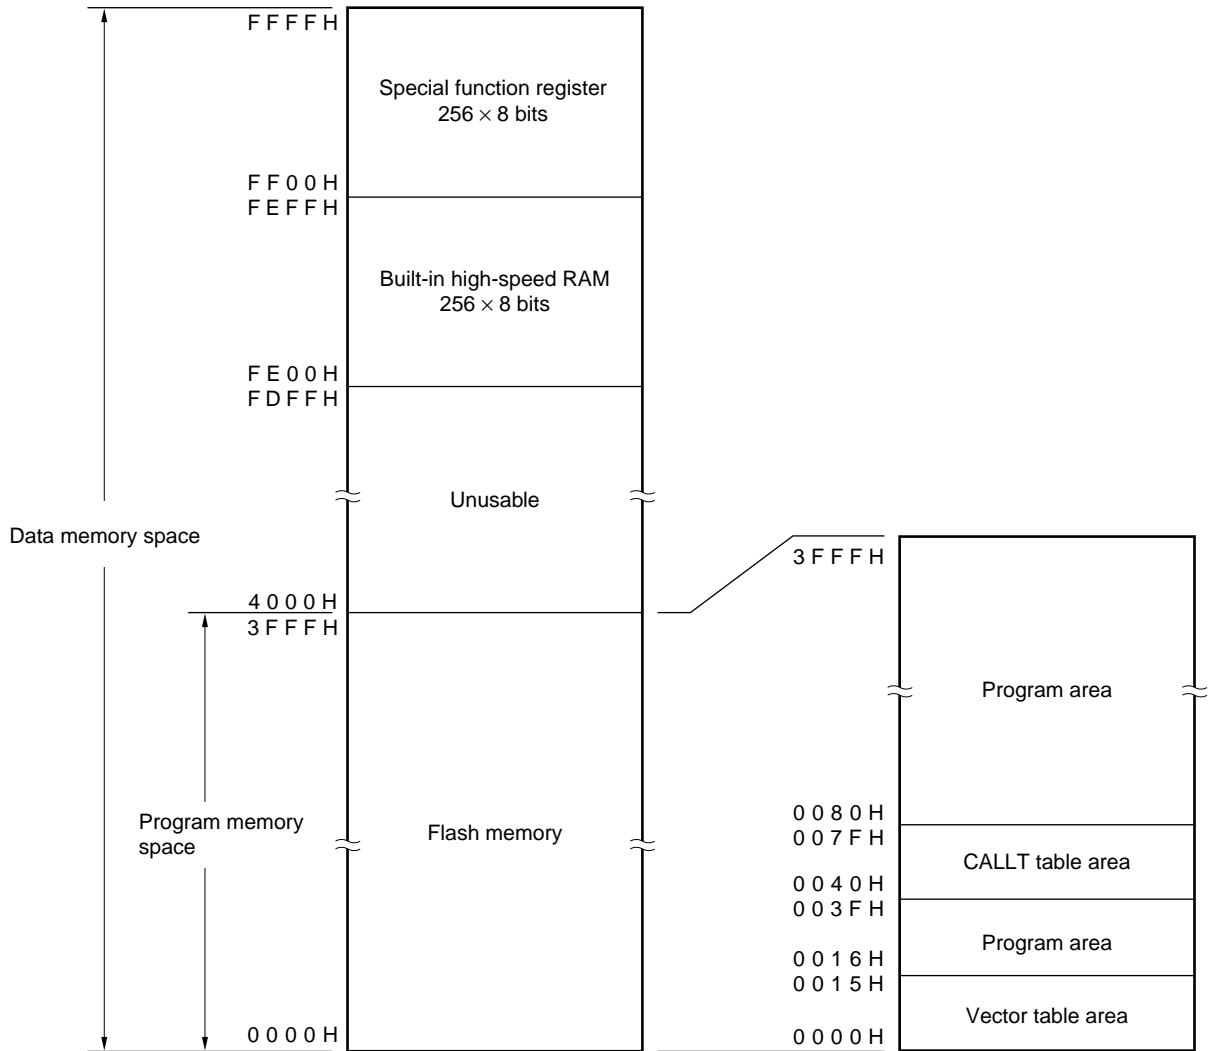 FFFFH
Special function register
256 × 8 bits
FF00H
FEFFH
Built-in high-speed RAM
256 × 8 bits
FE00H
FDFFH
Unusable
Data memory space
4000H
3FFFH
Program memory
space
Flash memory
0000H
3FFFH
Program area
0080H
007FH
CALLT table area
0040H
003FH
Program area
0016H
0015H
Vector table area
0000H